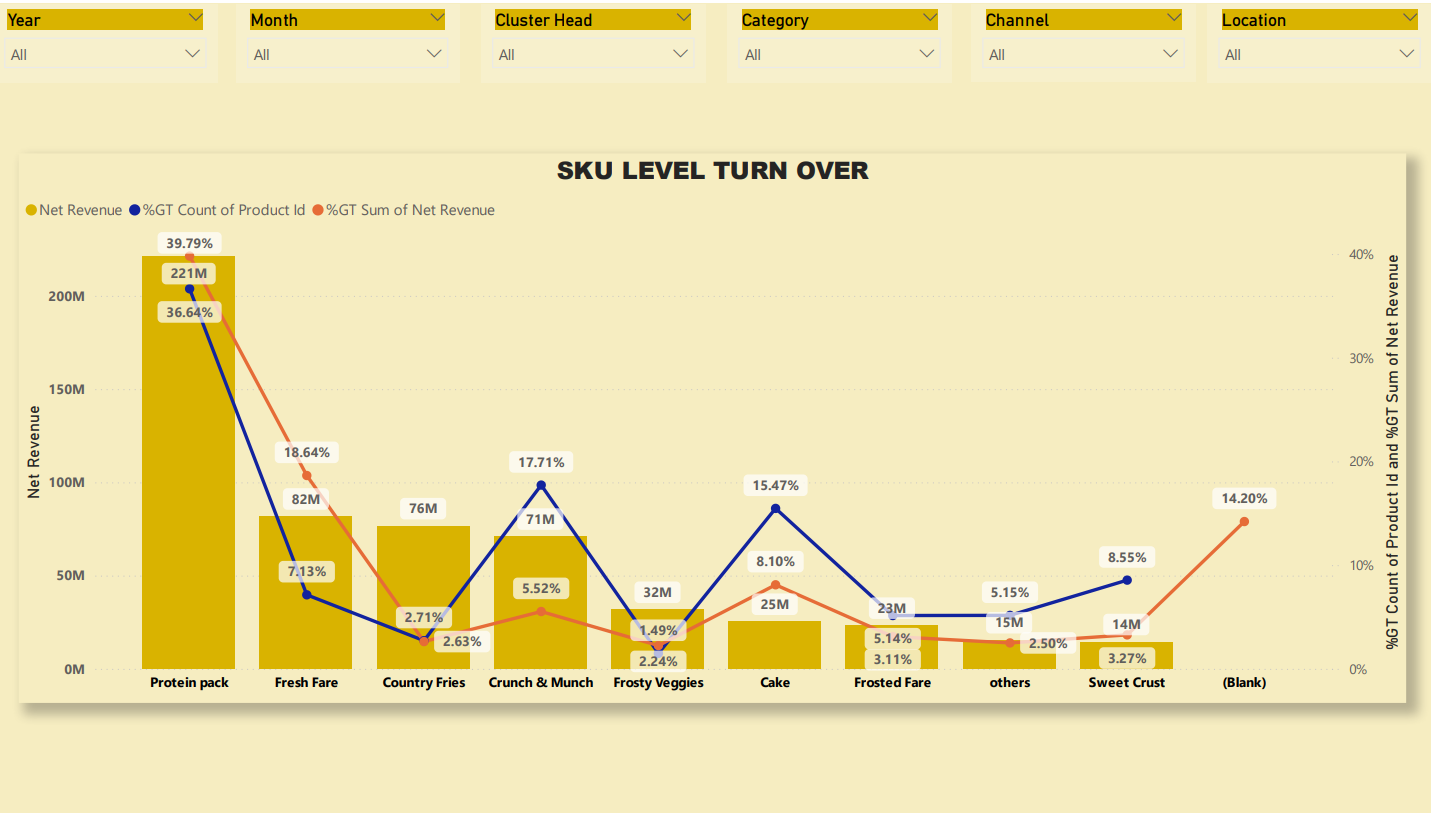 Year Month Cluster Head Category Channel Location
All All All All All All
SKU LEVEL TURN OVER
Net Revenue %GT Count of Product Id %GT Sum of Net Revenue
39.79%
221M
36.64%
18.64%
82M
7.13%
76M
2.71%
2.63%
17.71%
71M
5.52%
32M
1.49%
2.24%
15.47%
8.10%
25M
23M
5.14%
3.11%
5.15%
15M
2.50%
8.55%
14M
3.27%
14.20%
200M
150M
100M
50M
0M
Net Revenue
40%
30%
20%
10%
0%
%GT Count of Product Id and %GT Sum of Net Revenue
Protein pack Fresh Fare Country Fries Crunch & Munch Frosty Veggies Cake Frosted Fare others Sweet Crust (Blank)